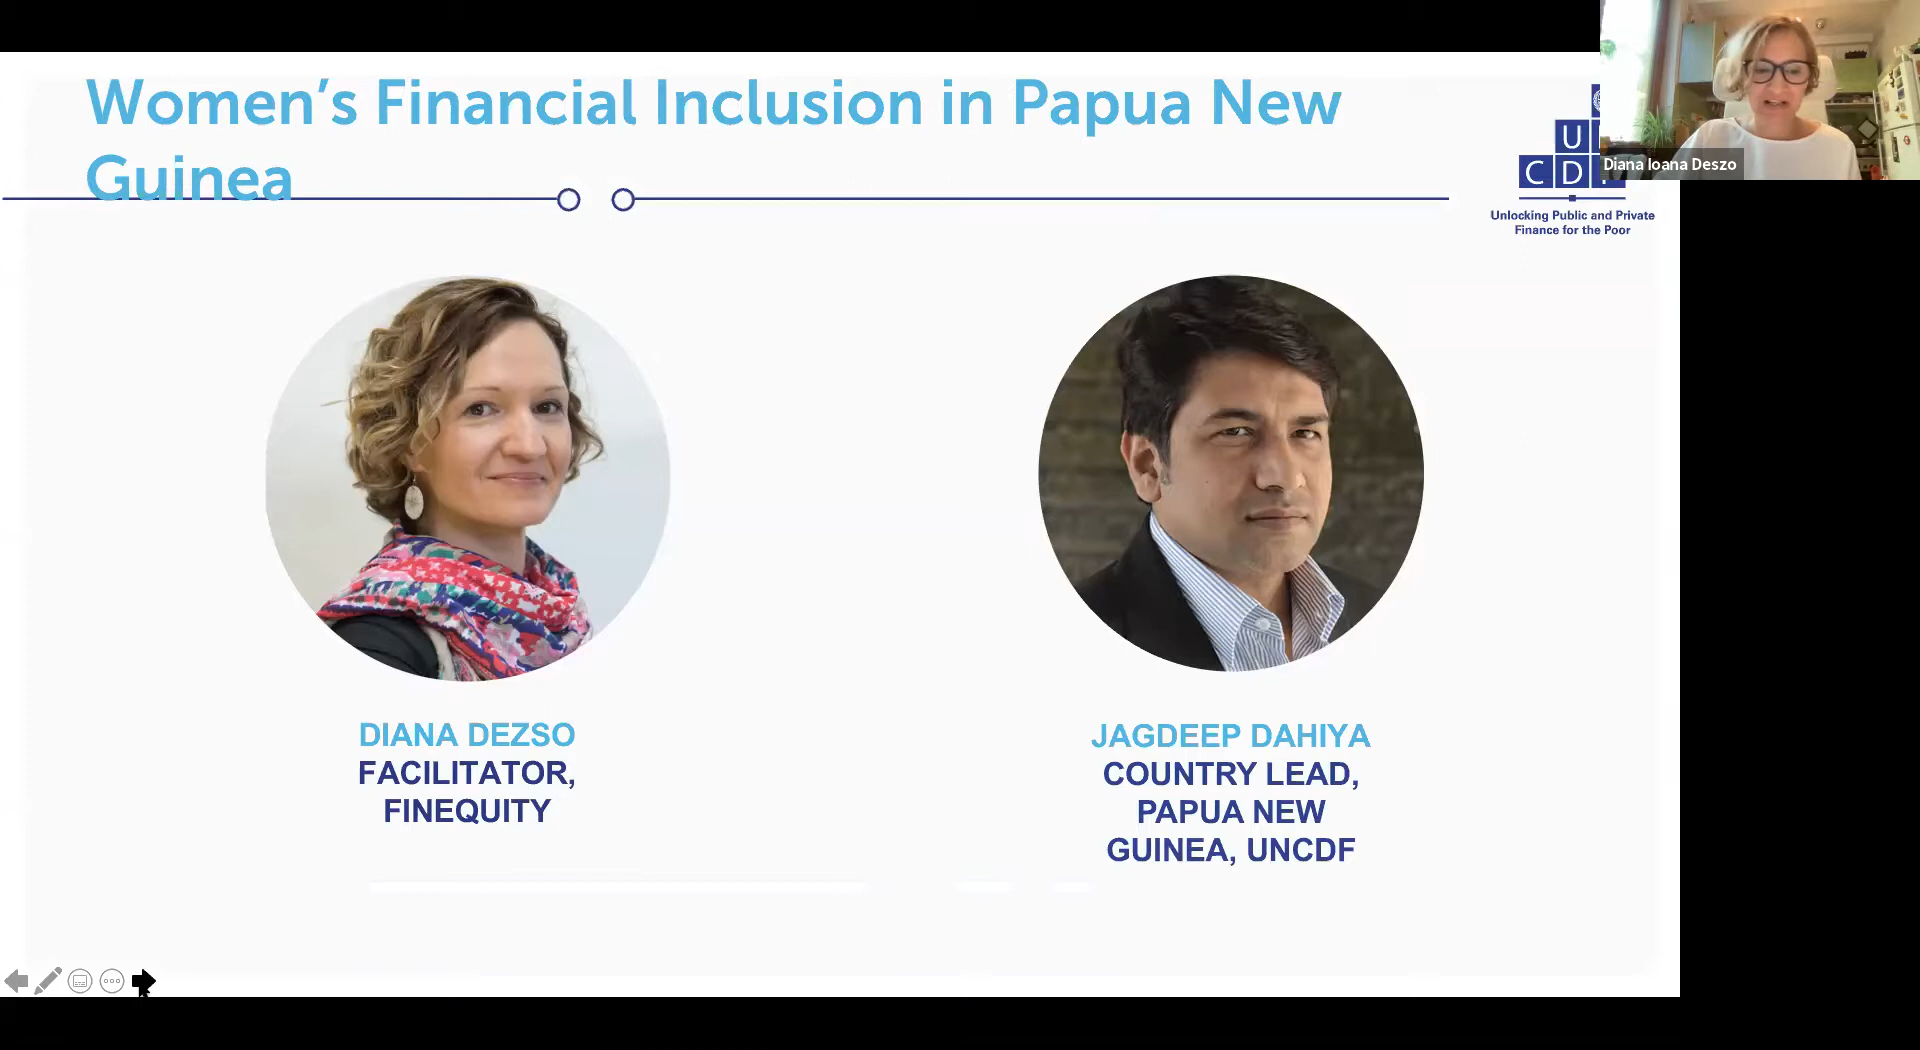 Women’s Financial Inclusion in Papua New
Guinea
U
C D
Unlocking Public and Private
Finance for the Poor
Diana Ioana Deszo
DIANA DEZSO
FACILITATOR,
FINEQUITY
JAGDEEP DAHIYA
COUNTRY LEAD,
PAPUA NEW
GUINEA, UNCDF